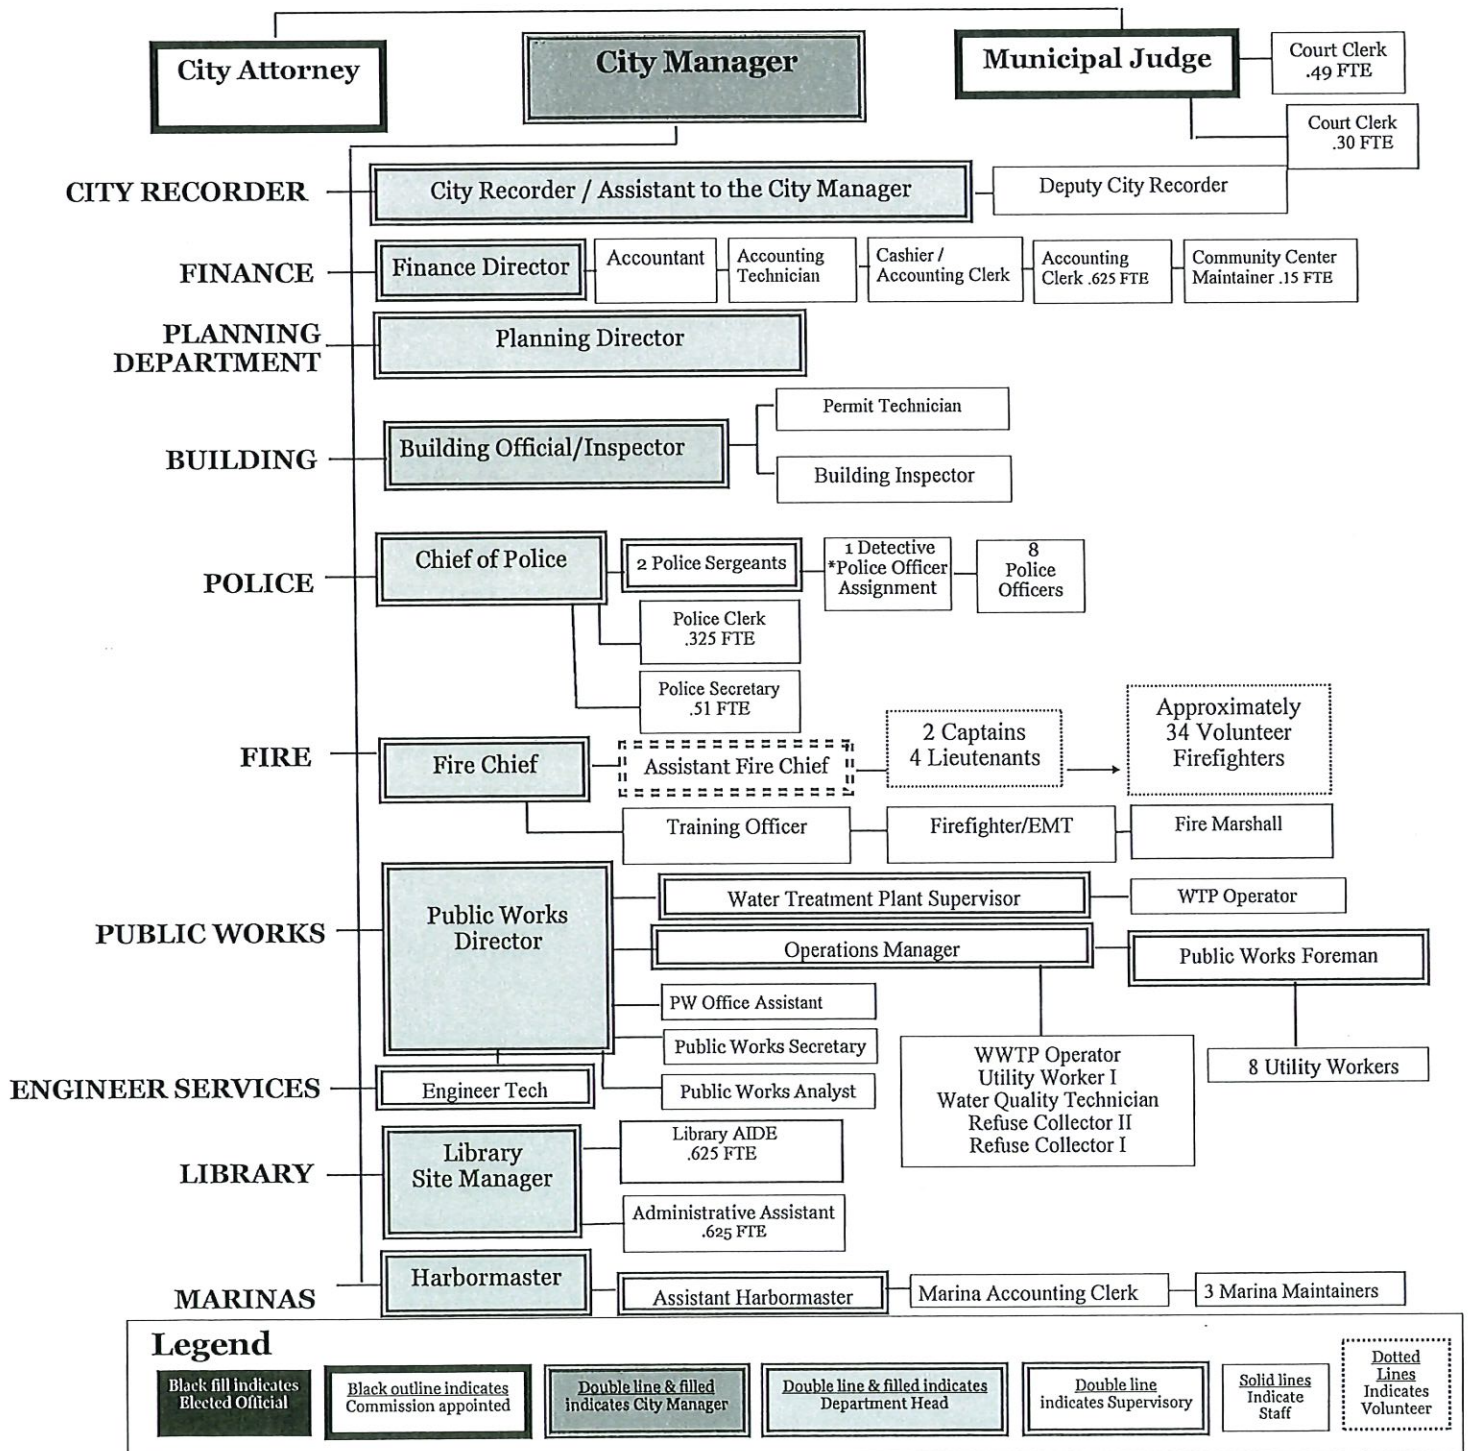 City Attorney
City Manager
Municipal Judge
Court Clerk
.49 FTE
Court Clerk
.30 FTE
CITY RECORDER
City Recorder / Assistant to the City Manager
Deputy City Recorder
FINANCE
Finance Director
Accountant
Accounting
Technician
Cashier /
Accounting Clerk
Accounting
Clerk .625 FTE
Community Center
Maintainer .15 FTE
PLANNING
DEPARTMENT
Planning Director
BUILDING
Building Official/Inspector
Permit Technician
Building Inspector
POLICE
Chief of Police
2 Police Sergeants
1 Detective
*Police Officer
Assignment
8
Police
Officers
Police Clerk
.325 FTE
Police Secretary
.51 FTE
FIRE
Fire Chief
Assistant Fire Chief
2 Captains
4 Lieutenants
Approximately
34 Volunteer
Firefighters
Training Officer
Firefighter/EMT
Fire Marshall
PUBLIC WORKS
Public Works
Director
Water Treatment Plant Supervisor
WTP Operator
Operations Manager
Public Works Foreman
PW Office Assistant
Public Works Secretary
Public Works Analyst
WWTP Operator
Utility Worker I
Water Quality Technician
Refuse Collector II
Refuse Collector I
8 Utility Workers
ENGINEER SERVICES
Engineer Tech
LIBRARY
Library
Site Manager
Library AIDE
.625 FTE
Administrative Assistant
.625 FTE
MARINAS
Harbormaster
Assistant Harbormaster
Marina Accounting Clerk
3 Marina Maintainers
Legend
Black fill indicates
Elected Official
Black outline indicates
Commission appointed
Double line & filled
indicates City Manager
Double line & filled indicates
Department Head
Double line
indicates Supervisory
Solid lines
Indicate
Staff
Dotted
Lines
Indicates
Volunteer